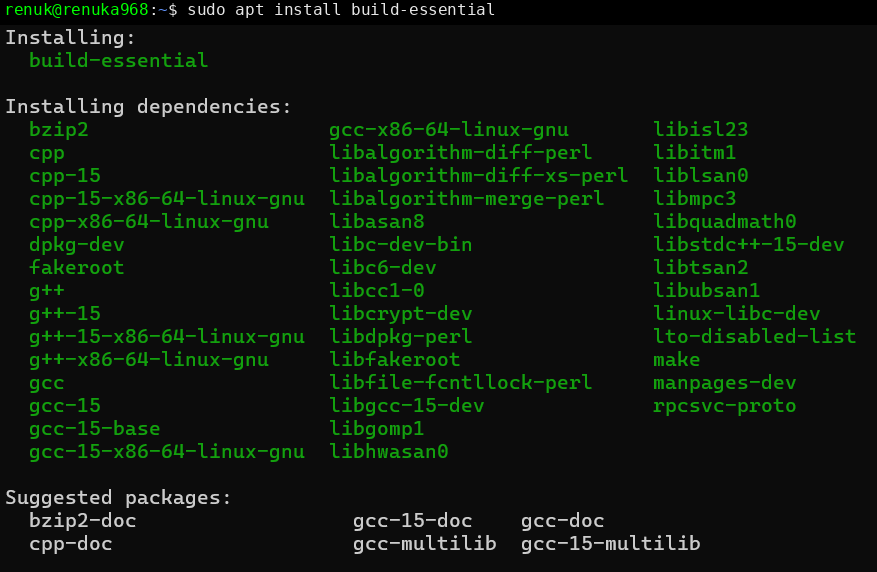 renuk@renuka968:~$ sudo apt install build-essential
Installing:
build-essential
Installing dependencies:
bzip2 gcc-x86-64-linux-gnu libisl23
cpp libalgorithm-diff-perl libitm1
cpp-15 libalgorithm-diff-xs-perl liblsan0
cpp-15-x86-64-linux-gnu libalgorithm-merge-perl libmpc3
cpp-x86-64-linux-gnu libasan8 libquadmath0
dpkg-dev libc-dev-bin libstdc++-15-dev
fakeroot libc6-dev libtsan2
g++ libcc1-0 libubsan1
g++-15 libcrypt-dev linux-libc-dev
g++-15-x86-64-linux-gnu libdpkg-perl lto-disabled-list
g++-x86-64-linux-gnu libfakeroot make
gcc libfile-fcntllock-perl manpages-dev
gcc-15 libgcc-15-dev rpcsvc-proto
gcc-15-base libgomp1
gcc-15-x86-64-linux-gnu libhwasan0
Suggested packages:
bzip2-doc gcc-15-doc gcc-doc
cpp-doc gcc-multilib gcc-15-multilib